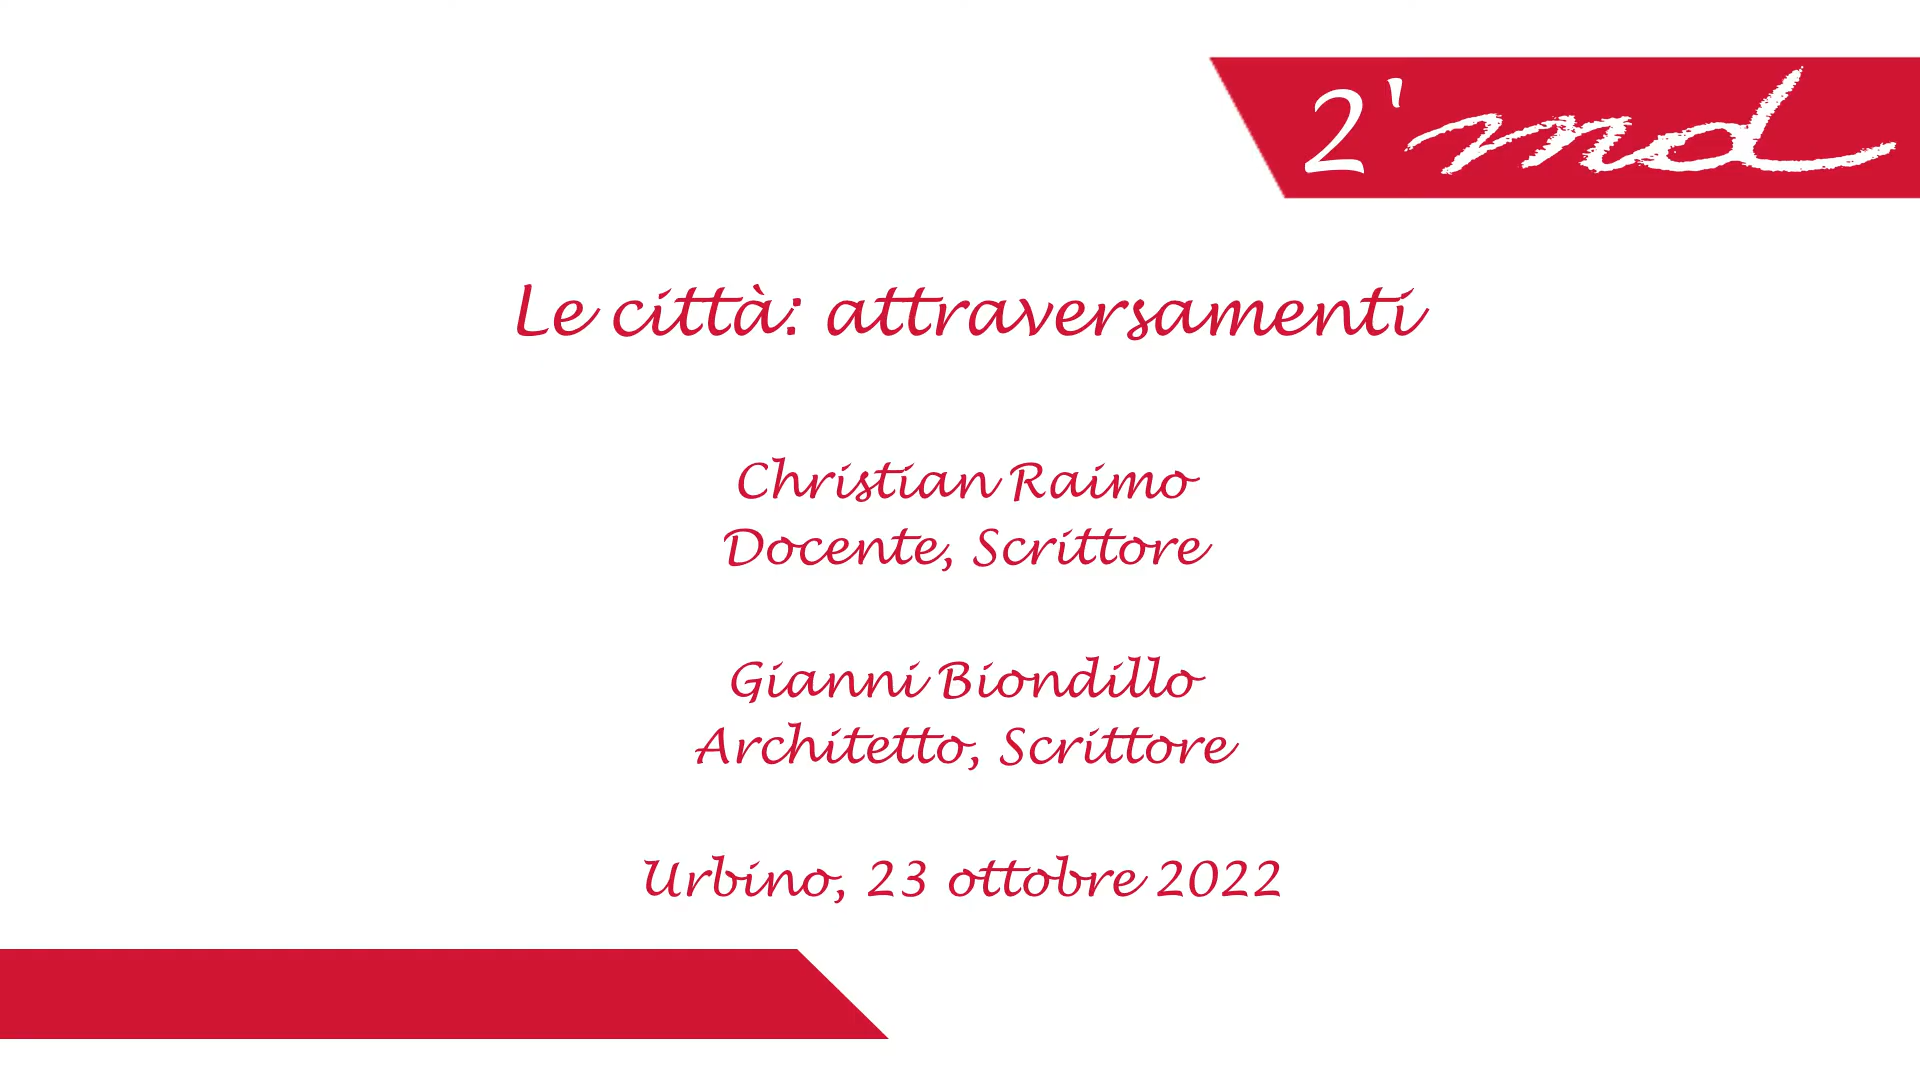 2'md
Le città: attraversamenti
Christian Raimo
Docente, Scrittore
Gianni Biondillo
Architetto, Scrittore
Urbino, 23 ottobre 2022